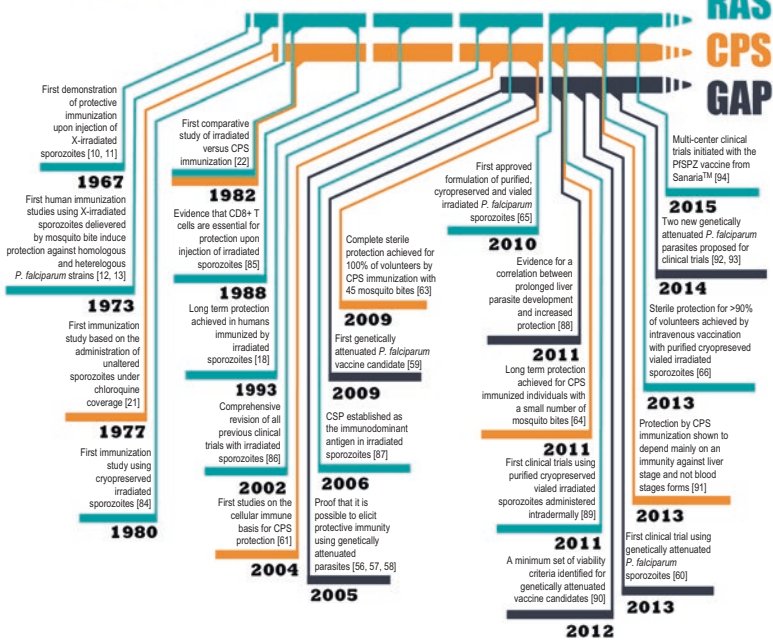 RAS
CPS
GAP
First demonstration
of protective
immunization
upon injection of
X-irradiated
sporozoites [10, 11]
1967
First human immunization
studies using X-irradiated
sporozoites delievered
by mosquito bite induce
protection against homologous
and heterelogous
P. falciparum strains [12, 13]
1973
First immunization
study based on the
administration of
unaltered
sporozoites under
chloroquine
coverage [21]
1977
First immunization
study using
cryopreserved
irradiated
sporozoites [84]
1980
First comparative
study of irradiated
versus CPS
immunization [22]
1982
Evidence that CD8+ T
cells are essential for
protection upon
injection of irradiated
sporozoites [85]
1988
Long term protection
achieved in humans
immunized by
irradiated
sporozoites [18]
1993
Comprehensive
revision of all
previous clinical
trials with irradiated
sporozoites [86]
2002
First studies on the
cellular immune
basis for CPS
protection [61]
2004
Complete sterile
protection achieved for
100% of volunteers by
CPS immunization with
45 mosquito bites [63]
2009
First genetically
attenuated P. falciparum
vaccine candidate [59]
2009
CSP established as
the immunodominant
antigen in irradiated
sporozoites [87]
2006
Proof that it is
possible to elicit
protective immunity
using genetically
attenuated
parasites [56, 57, 58]
2005
First approved
formulation of purified,
cyropreserved and vialed
irradiated P. falciparum
sporozoites [65]
2010
Evidence for a
correlation between
prolonged liver
parasite development
and increased
protection [88]
2011
Long term protection
achieved for CPS
immunized individuals with
a small number of
mosquito bites [64]
2011
First clinical trials using
purified cryopreserved
vialed irradiated
sporozoites administered
intradermally [89]
2011
A minimum set of viability
criteria identified for
genetically attenuated
vaccine candidates [90]
2012
Multi-center clinical
trials initiated with the
PfSPZ vaccine from
Sanaria™ [94]
2015
Two new genetically
attenuated P. falciparum
parasites proposed for
clinical trials [92, 93]
2014
Sterile protection for >90%
of volunteers achieved by
intravenous vaccination
with purified cryopreseved
vialed irradiated
sporozoites [66]
2013
Protection by CPS
immunization shown to
depend mainly on an
immunity against liver
stage and not blood
stages forms [91]
2013
First clinical trial using
genetically attenuated
P. falciparum
sporozoites [60]
2013